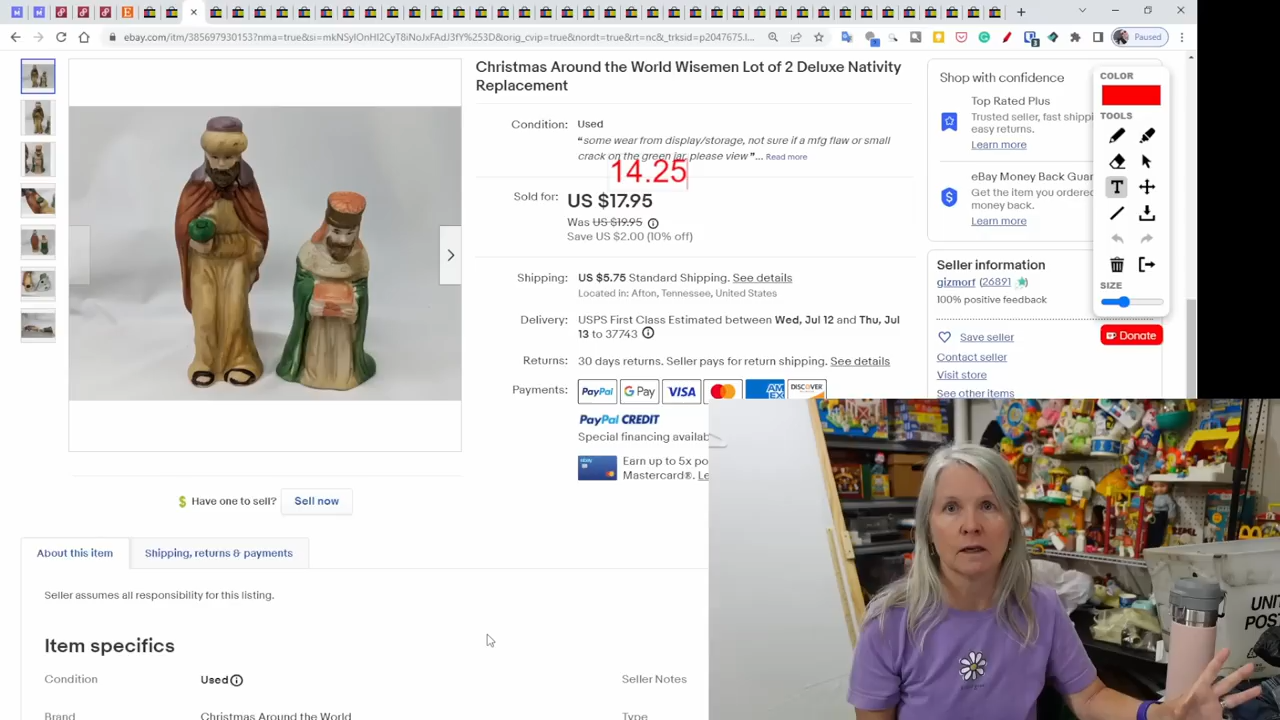 Paused
ebay.com/itm/385697930153?nma=true&si=mkNSylOnHI2CyT8iNoJxFAdJ3fY%253D&orig_cvip=true&nordt=true&rt=nc&_trksid=p2047675.l...
Christmas Around the World Wisemen Lot of 2 Deluxe Nativity
Replacement
Condition:
Used
“some wear from display/storage, not sure if a mfg flaw or small
crack on the green jar, please view”... Read more
14.25
Sold for:
US $17.95
Was US $19.95
Save US $2.00 (10% off)
Shipping:
US $5.75 Standard Shipping. See details
Located in: Afton, Tennessee, United States
Delivery:
USPS First Class Estimated between Wed, Jul 12 and Thu, Jul
13 to 37743
Returns:
30 days returns. Seller pays for return shipping. See details
Payments:
PayPal
G Pay
VISA
AM
EX
DISCOVER
PayPal CREDIT
Special financing availab
Earn up to 5x po
Mastercard®. Le
Shop with confidence
Top Rated Plus
Trusted seller, fast shippi
easy returns.
Learn more
eBay Money Back Guar
Get the item you ordere
money back.
Learn more
Seller information
gizmorf (26891)
100% positive feedback
Save seller
Contact seller
Visit store
See other items
COLOR
TOOLS
T
SIZE
Donate
Have one to sell?
Sell now
About this item
Shipping, returns & payments
Seller assumes all responsibility for this listing.
Item specifics
Condition
Used
Seller Notes
Brand
Christmas Around the World
Type
UNIT
POST